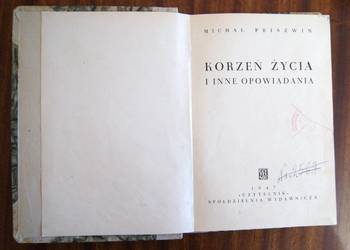 MICHAŁ PRISZWIN
KORZEŃ ŻYCIA
I INNE OPOWIADANIA
1947
«CZYTELNIK»
SPÓŁDZIELNIA WYDAWNICZA